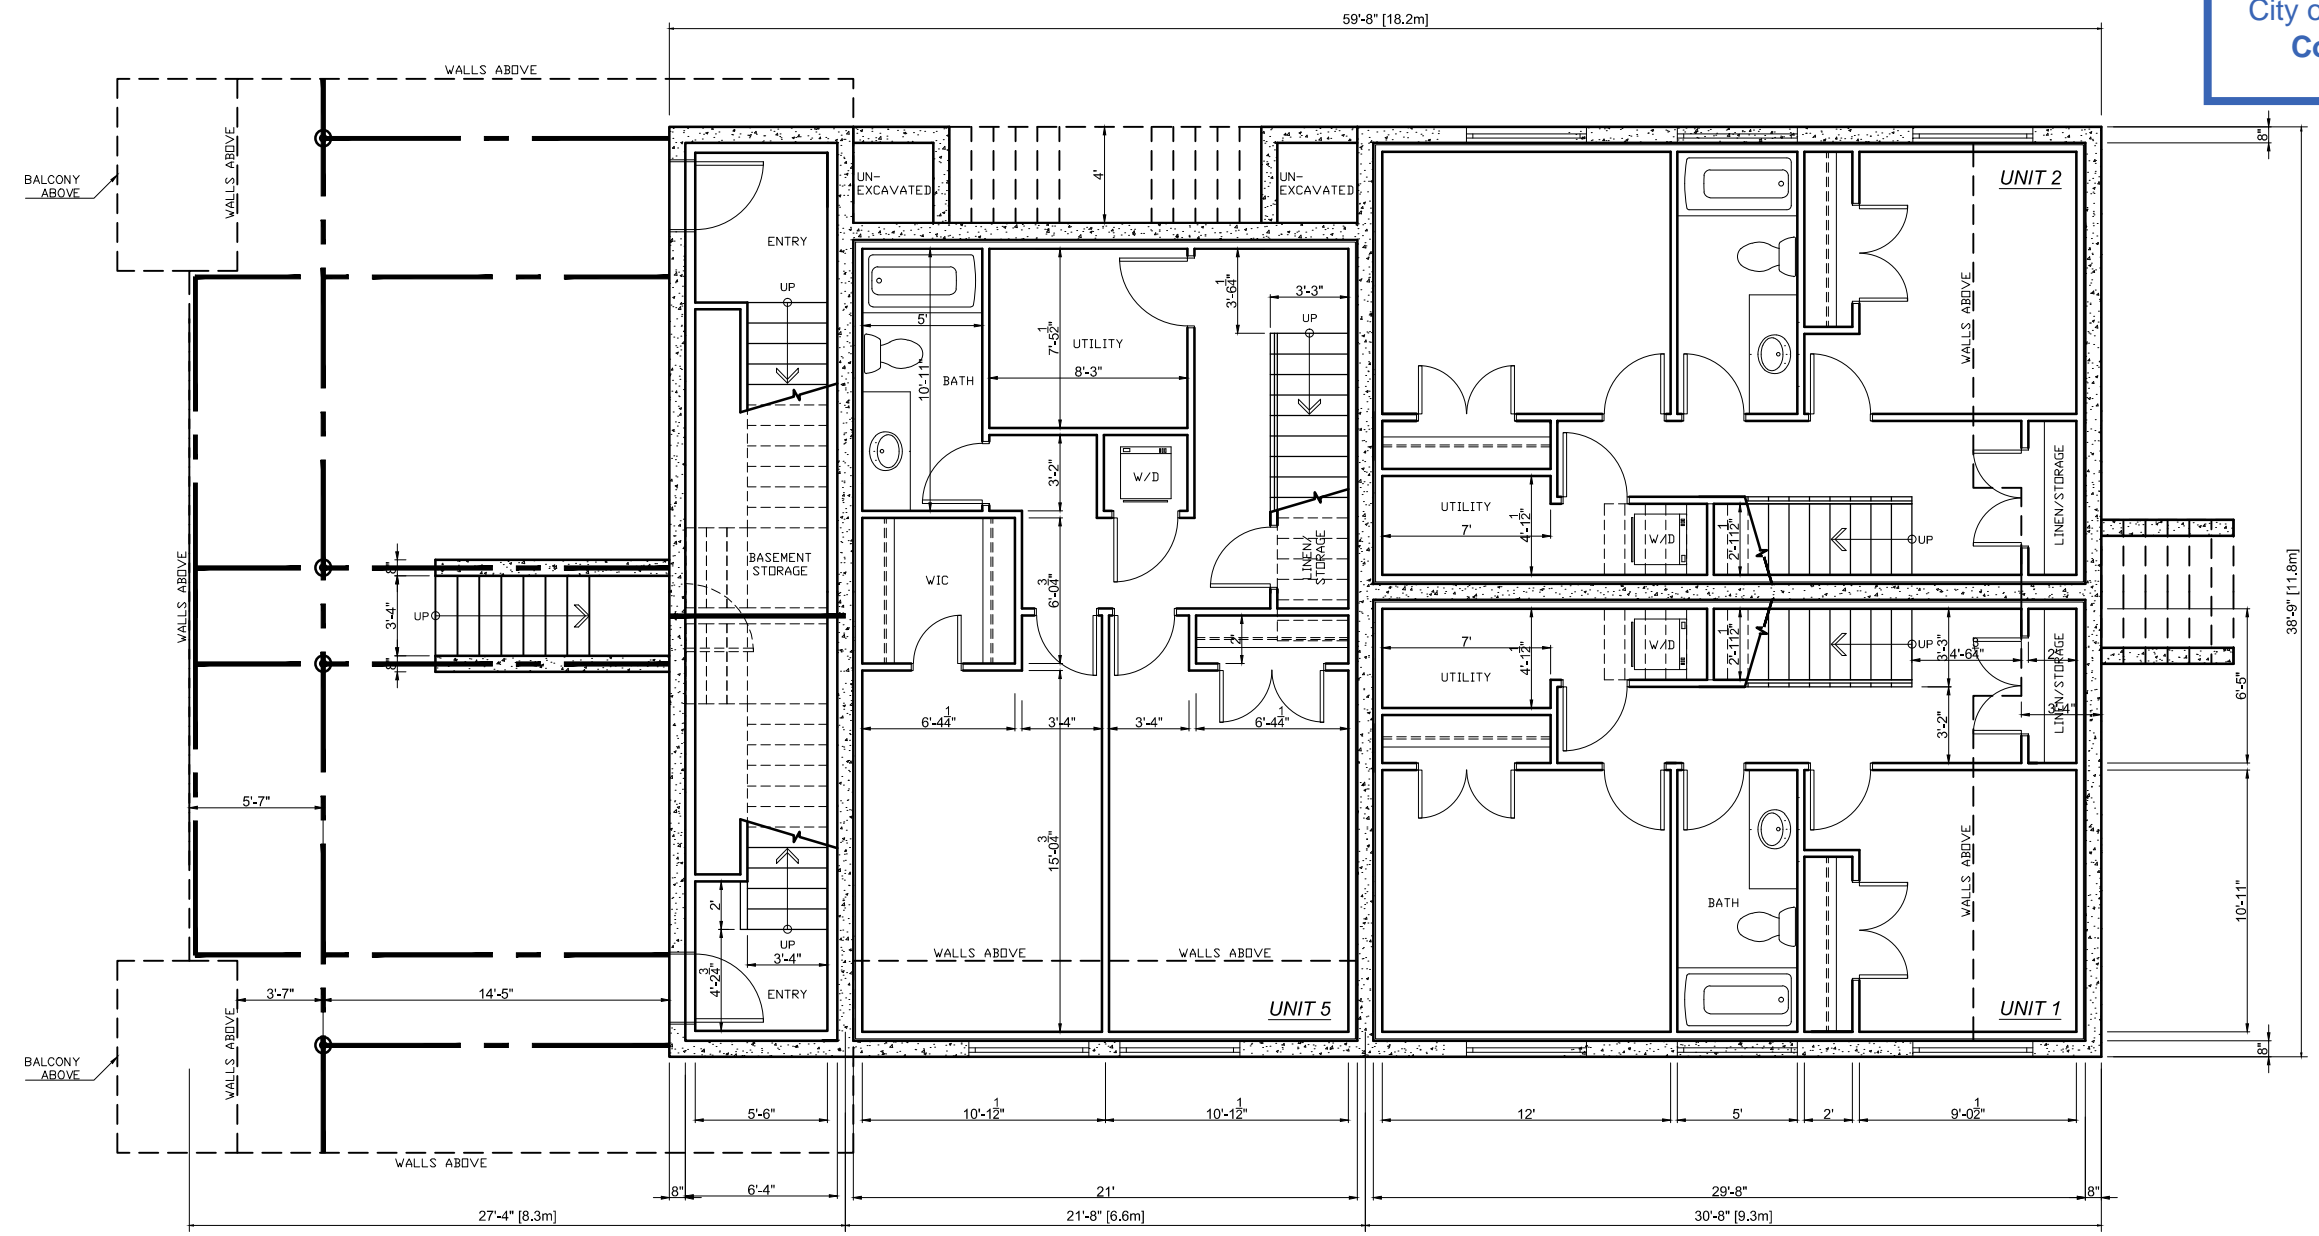 59'-8" [18.2m]
City o
Co
WALLS ABOVE
WALLS ABOVE
BALCONY
ABOVE
UN-
EXCAVATED
4'
UN-
EXCAVATED
8"
UNIT 2
ENTRY
UP
3'-6 1/4"
3'-3"
UP
5'
7'-5 1/2"
UTILITY
8'-3"
10'-11"
BATH
WALLS ABOVE
3'-2"
W/D
UTILITY
7'
4'-1 1/2"
W/D
2'-11 1/2"
UP
LINEN/STORAGE
BASEMENT
STORAGE
WIC
6'-0 3/4"
LINEN/
STORAGE
WALLS ABOVE
8"
3'-4"
UP
8"
38'-9" [11.8m]
2'
7'
UTILITY
4'-1 1/2"
W/D
2'-11 1/2"
UP
3'-3"
4'-6 3/4"
2'
LINEN/STORAGE
3'-4"
6'-5"
3'-2"
6'-4 1/4"
3'-4"
3'-4"
6'-4 1/4"
5'-7"
15'-0 3/4"
WALLS ABOVE
10'-11"
BATH
2'
UP
3'-4"
4'-2 3/4"
ENTRY
WALLS ABOVE
WALLS ABOVE
UNIT 5
UNIT 1
3'-7"
14'-5"
WALLS ABOVE
BALCONY
ABOVE
8"
5'-6"
10'-1 1/2"
10'-1 1/2"
12'
5'
2'
9'-0 1/2"
WALLS ABOVE
8"
6'-4"
21'
29'-8"
8"
27'-4" [8.3m]
21'-8" [6.6m]
30'-8" [9.3m]